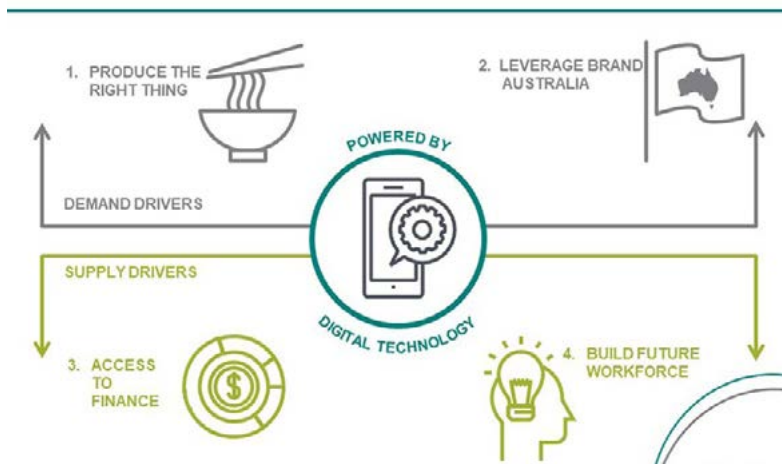 1. PRODUCE THE
RIGHT THING
2. LEVERAGE BRAND
AUSTRALIA
POWERED BY
DEMAND DRIVERS
SUPPLY DRIVERS
DIGITAL TECHNOLOGY
3. ACCESS
TO
FINANCE
$
4. BUILD FUTURE
WORKFORCE